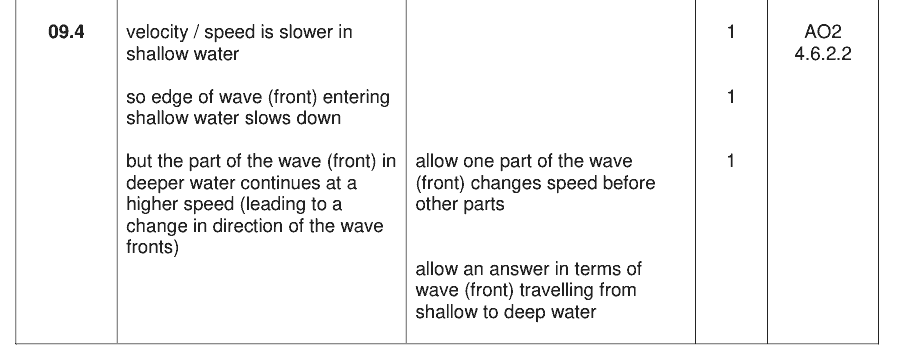 09.4
velocity / speed is slower in
shallow water
1
AO2
4.6.2.2
so edge of wave (front) entering
shallow water slows down
1
but the part of the wave (front) in
deeper water continues at a
higher speed (leading to a
change in direction of the wave
fronts)
allow one part of the wave
(front) changes speed before
other parts
1
allow an answer in terms of
wave (front) travelling from
shallow to deep water